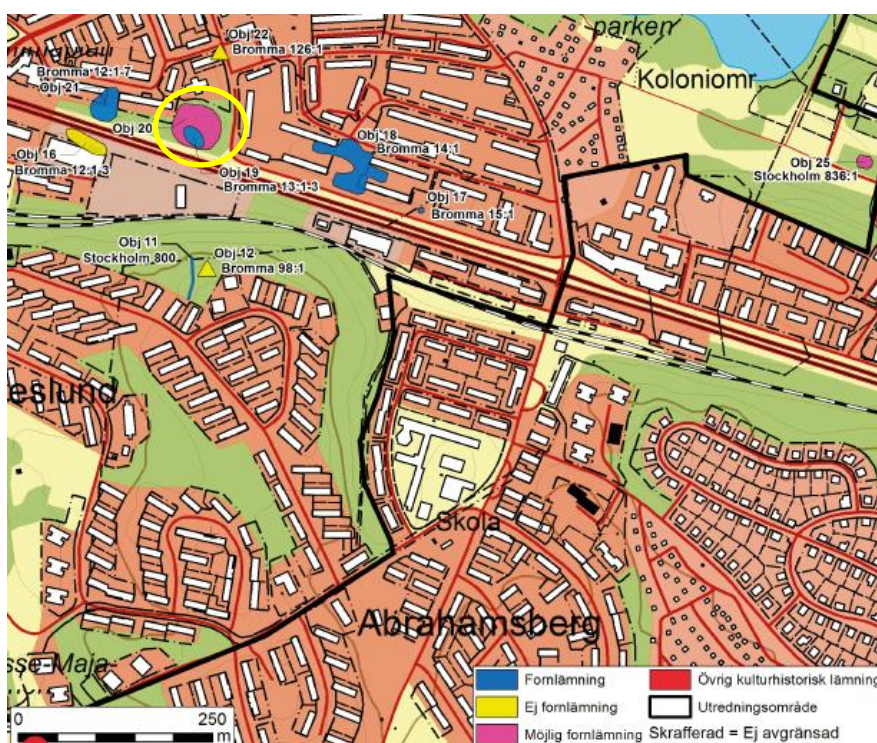 parken
Obj 22
Bromma 126:1
Koloniomr.
Bromma 12:1-7
Obj 21
Obj 20
Obj 18
Bromma 14:1
Obj 16
Bromma 12:1-3
Obj 19
Bromma 13:1-3
Obj 25
Stockholm 836:1
Obj 17
Bromma 15:1
Obj 11
Stockholm 800
Obj 12
Bromma 98:1
eslund
Skola
Abrahamsberg
sse-Maja
0 250
m
Fornlämning
Ej fornlämning
Möjlig fornlämning
Övrig kulturhistorisk lämning
Utredningsområde
Skrafferad = Ej avgränsad